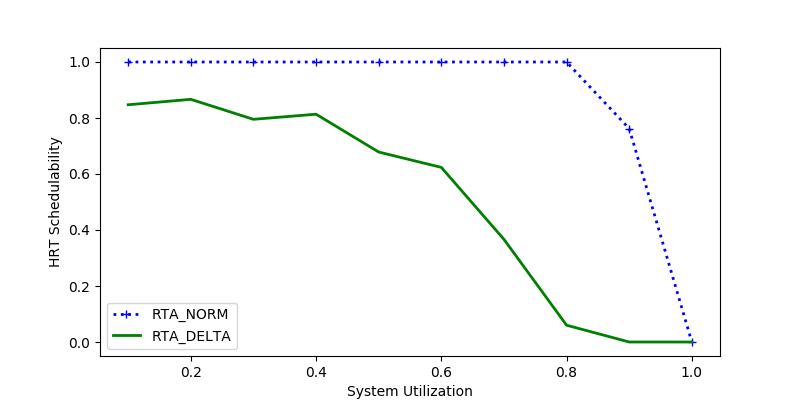 1.0
0.8
0.6
0.4
0.2
0.0
HRT Schedulability
RTA_NORM
RTA_DELTA
0.2 0.4 0.6 0.8 1.0
System Utilization